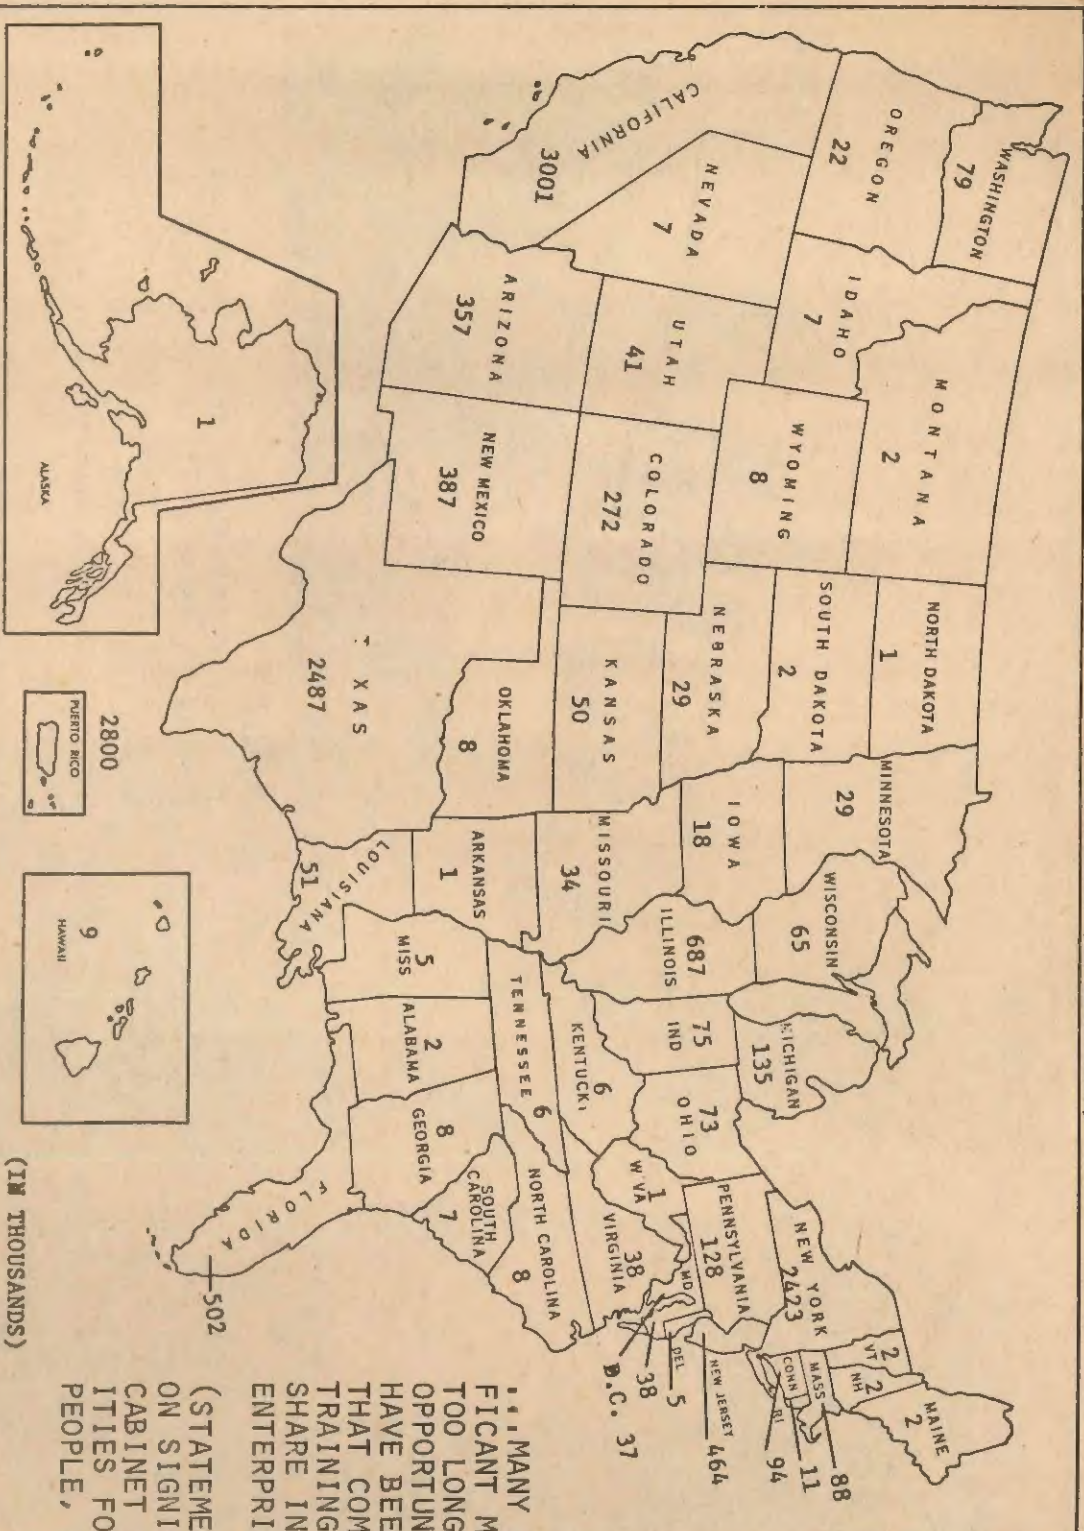 WASHINGTON
79
OREGON
22
CALIFORNIA
3001
NEVADA
7
IDAHO
7
MONTANA
2
WYOMING
8
UTAH
41
ARIZONA
357
COLORADO
272
NEW MEXICO
387
NORTH DAKOTA
1
SOUTH DAKOTA
2
NEBRASKA
29
KANSAS
50
OKLAHOMA
8
XAS
2487
MINNESOTA
29
IOWA
18
MISSOURI
34
ARKANSAS
1
LOUISIANA
51
WISCONSIN
65
687
ILLINOIS
MICHIGAN
135
75
IND
73
OHIO
6
KENTUCKI
TENNESSEE
6
5
MISS
2
ALABAMA
8
GEORGIA
FLORIDA
502
SOUTH
CAROLINA
7
NORTH CAROLINA
8
38
VIRGINIA
1
W VA
PENNSYLVANIA
128
NEW YORK
2423
2
VT
2
NH
MAINE
2
MASS
88
CONN
11
RI
94
NEW JERSEY
464
DEL
5
MD
38
D.C. 37
1
ALASKA
2800
PUERTO RICO
9
HAWAII
(IN THOUSANDS)
...MANY
FICANT M
TOO LONG
OPPORTUN
HAVE BEE
THAT COM
TRAINING
SHARE IN
ENTERPRI
(STATEME
ON SIGNI
CABINET
ITIES FO
PEOPLE,